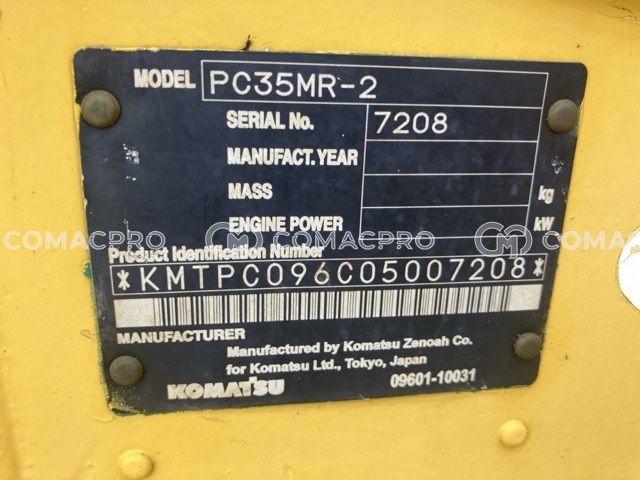 MODEL PC35MR-2
SERIAL No. 7208
MANUFACT. YEAR
MASS kg
ENGINE POWER kW
COMACPRO COMACPRO COMACPRO
Product Identification Number
*KMTPC096C05007208*
MANUFACTURER
Manufactured by Komatsu Zenoah Co.
for Komatsu Ltd., Tokyo, Japan
KOMATSU 09601-10031